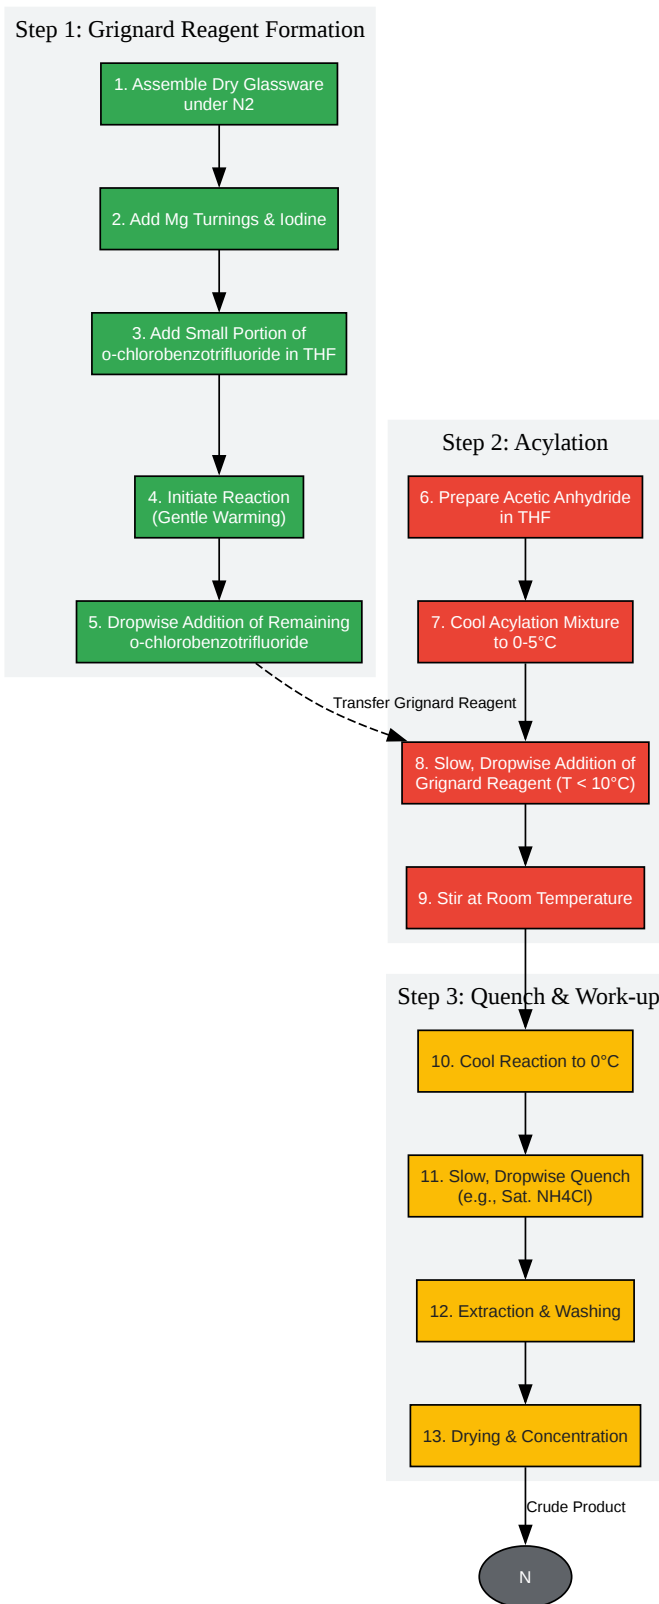 Step 1: Grignard Reagent Formation
1. Assemble Dry Glassware
under N2
2. Add Mg Turnings & Iodine
3. Add Small Portion of
o-chlorobenzotrifluoride in THF
4. Initiate Reaction
(Gentle Warming)
5. Dropwise Addition of Remaining
o-chlorobenzotrifluoride
Transfer Grignard Reagent
Step 2: Acylation
6. Prepare Acetic Anhydride
in THF
7. Cool Acylation Mixture
to 0-5°C
8. Slow, Dropwise Addition of
Grignard Reagent (T < 10°C)
9. Stir at Room Temperature
Step 3: Quench & Work-up
10. Cool Reaction to 0°C
11. Slow, Dropwise Quench
(e.g., Sat. NH4Cl)
12. Extraction & Washing
13. Drying & Concentration
Crude Product
N